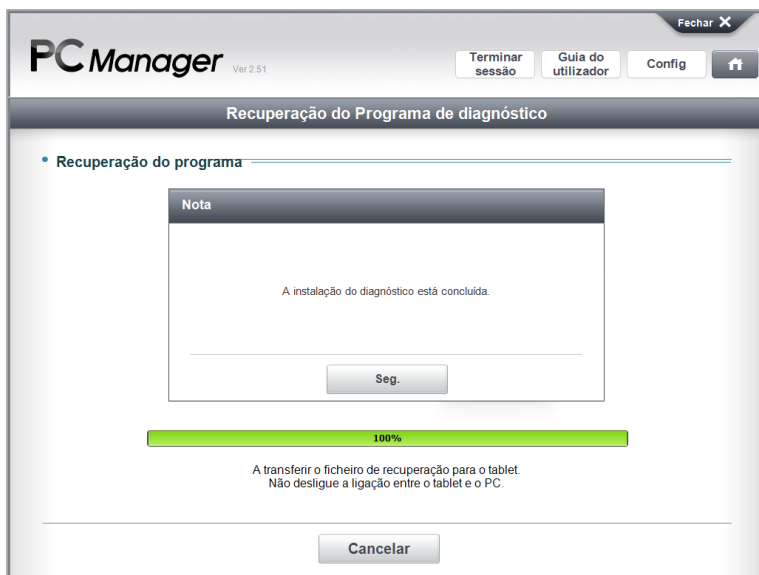 Fechar X
PC Manager Ver 2.51
Terminar sessão
Guia do utilizador
Config
Recuperação do Programa de diagnóstico
Recuperação do programa
Nota
A instalação do diagnóstico está concluída.
Seg.
100%
A transferir o ficheiro de recuperação para o tablet.
Não desligue a ligação entre o tablet e o PC.
Cancelar